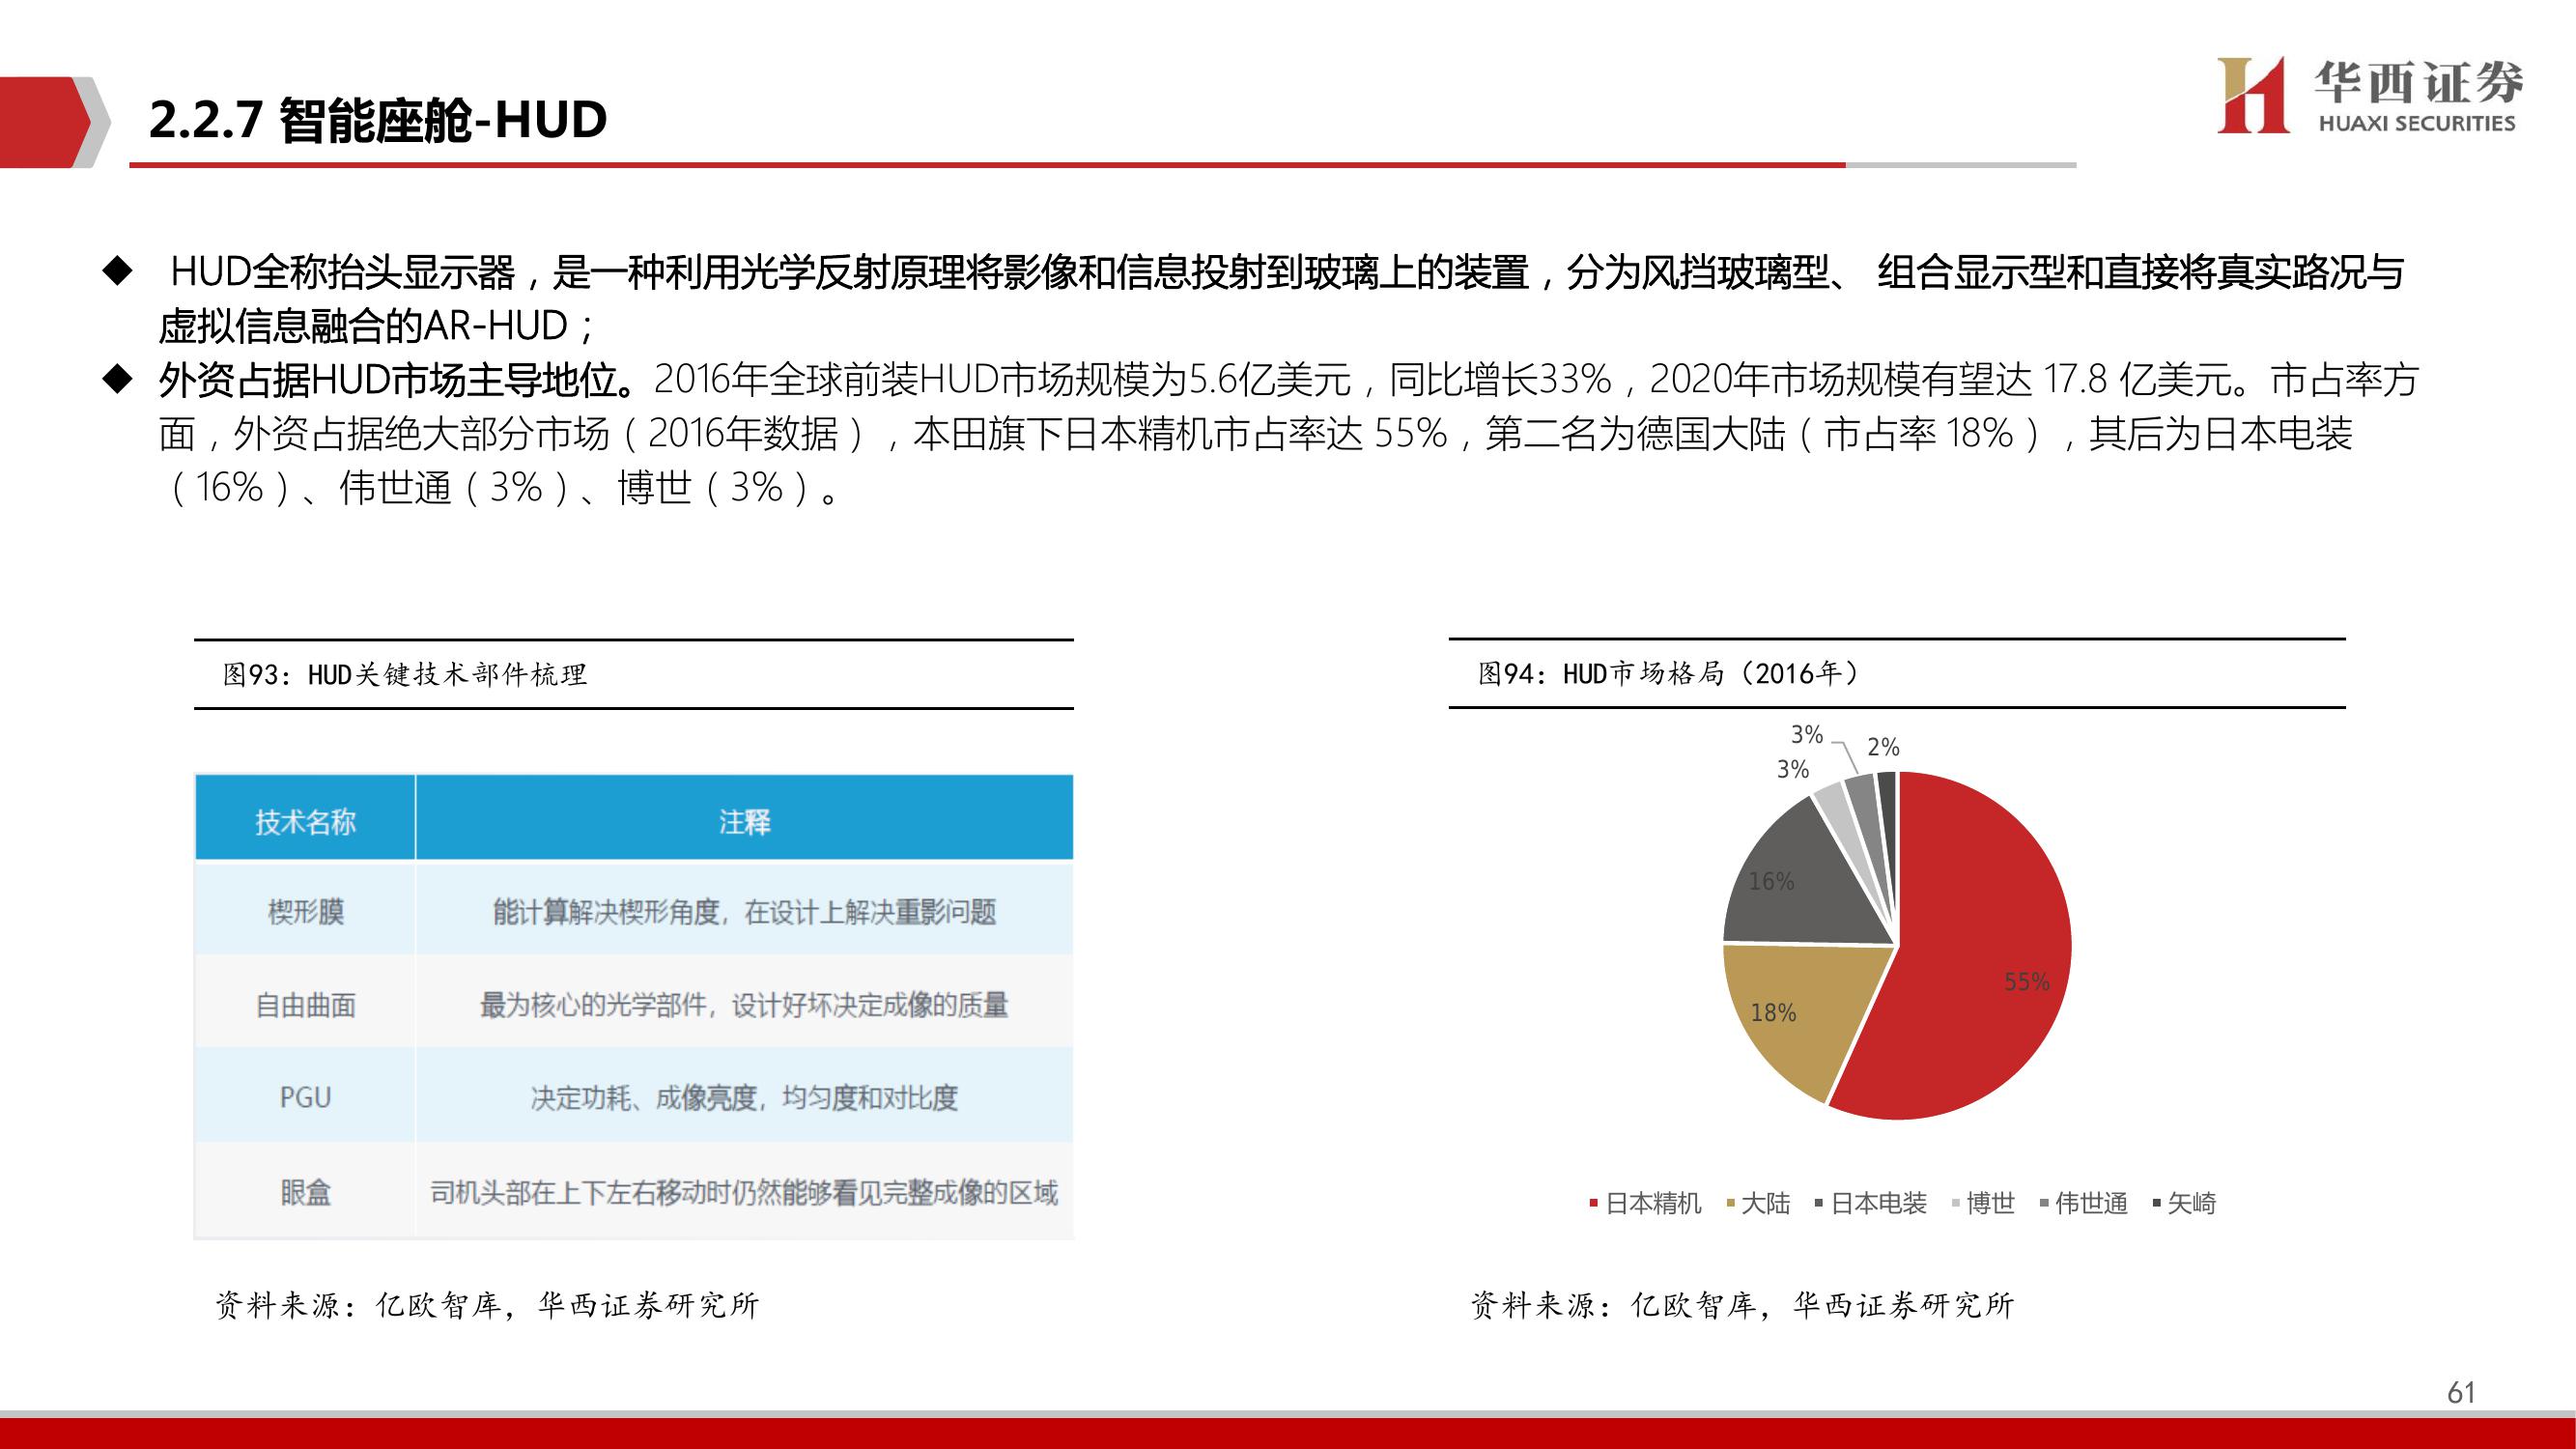 2.2.7 智能座舱-HUD
华西证券
HUAXI SECURITIES
◆ HUD全称抬头显示器，是一种利用光学反射原理将影像和信息投射到玻璃上的装置，分为风挡玻璃型、 组合显示型和直接将真实路况与
虚拟信息融合的AR-HUD；
◆ 外资占据HUD市场主导地位。2016年全球前装HUD市场规模为5.6亿美元，同比增长33%，2020年市场规模有望达 17.8 亿美元。市占率方
面，外资占据绝大部分市场（2016年数据），本田旗下日本精机市占率达 55%，第二名为德国大陆（市占率 18%），其后为日本电装
（16%）、伟世通（3%）、博世（3%）。
图93：HUD关键技术部件梳理
技术名称 注释
楔形膜 能计算解决楔形角度，在设计上解决重影问题
自由曲面 最为核心的光学部件，设计好坏决定成像的质量
PGU 决定功耗、成像亮度，均匀度和对比度
眼盒 司机头部在上下左右移动时仍然能够看见完整成像的区域
资料来源：亿欧智库，华西证券研究所
图94：HUD市场格局（2016年）
3%
2%
3%
16%
55%
18%
日本精机 大陆 日本电装 博世 伟世通 矢崎
资料来源：亿欧智库，华西证券研究所
61